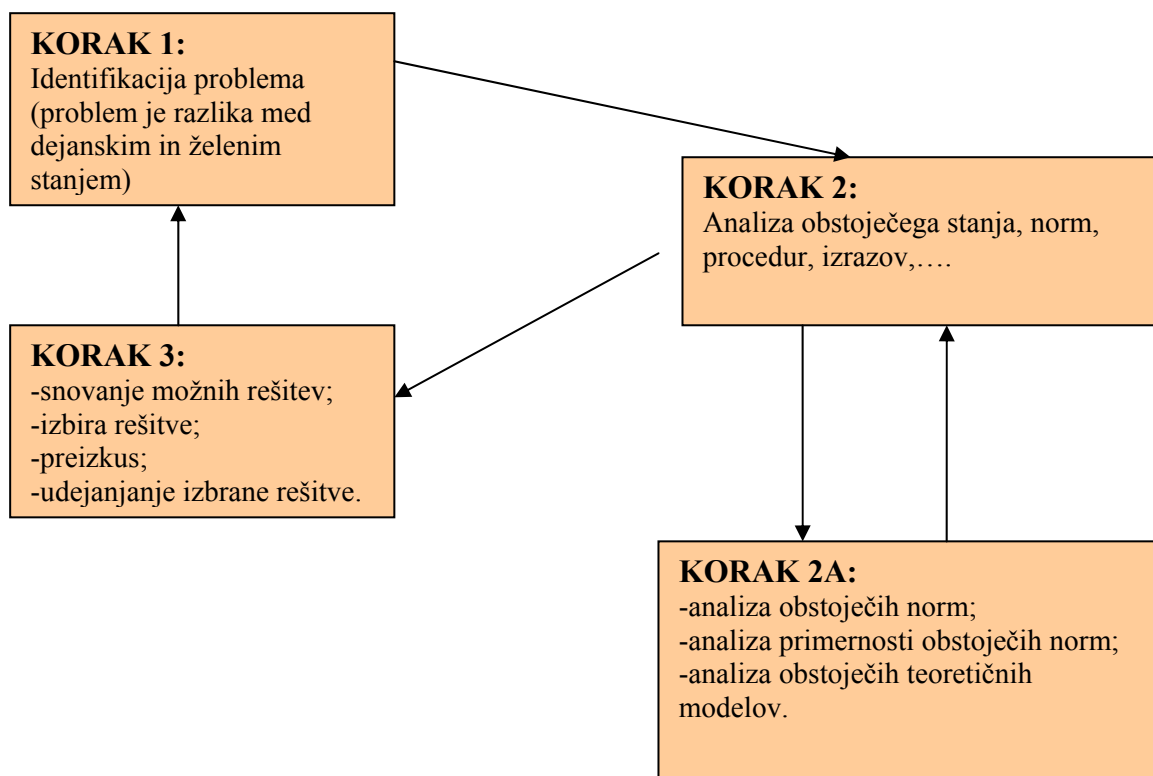 KORAK 1:
Identifikacija problema
(problem je razlika med
dejanskim in želenim
stanjem)
KORAK 2:
Analiza obstoječega stanja, norm,
procedur, izrazov,….
KORAK 3:
-snovanje možnih rešitev;
-izbira rešitve;
-preizkus;
-udejanjanje izbrane rešitve.
KORAK 2A:
-analiza obstoječih norm;
-analiza primernosti obstoječih norm;
-analiza obstoječih teoretičnih
modelov.